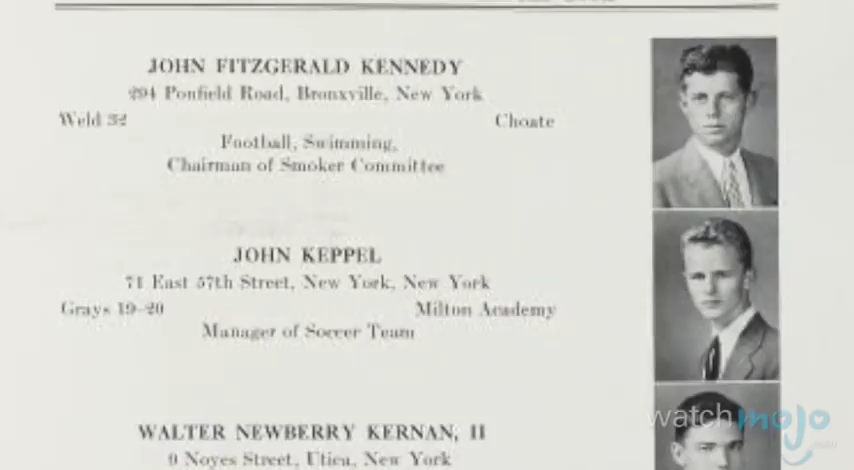 JOHN FITZGERALD KENNEDY
294 Pondfield Road, Bronxville, New York
Weld 32 Choate
Football, Swimming,
Chairman of Smoker Committee
JOHN KEPPEL
71 East 57th Street, New York, New York
Grays 19-20 Milton Academy
Manager of Soccer Team
WALTER NEWBERRY KERNAN, II
9 Noyes Street, Utica, New York
watchmojo
.com